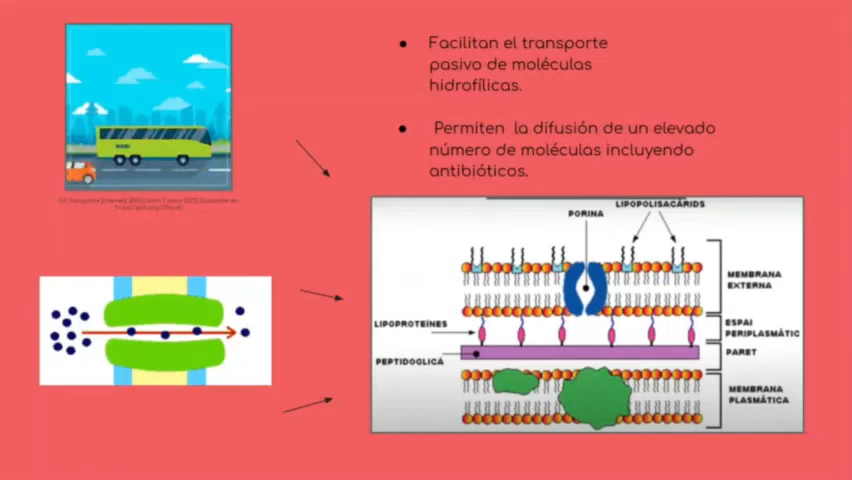 ● Facilitan el transporte
pasivo de moléculas
hidrofílicas.
● Permiten la difusión de un elevado
número de moléculas incluyendo
antibióticos.
LIPOPOLISACÀRIDS
PORINA
MEMBRANA
EXTERNA
LIPOPROTEÏNES
ESPAI
PERIPLASMÀTIC
PARET
PEPTIDOGLICÀ
MEMBRANA
PLASMÀTICA